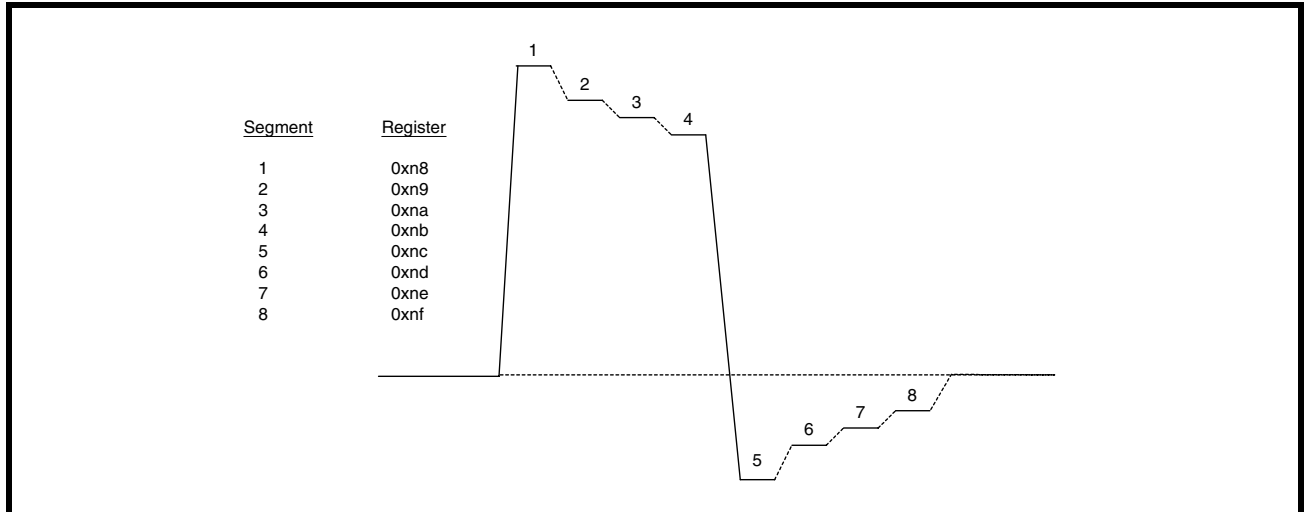 Segment Register
1 0xn8
2 0xn9
3 0xna
4 0xnb
5 0xnc
6 0xnd
7 0xne
8 0xnf
1
2
3
4
5
6
7
8